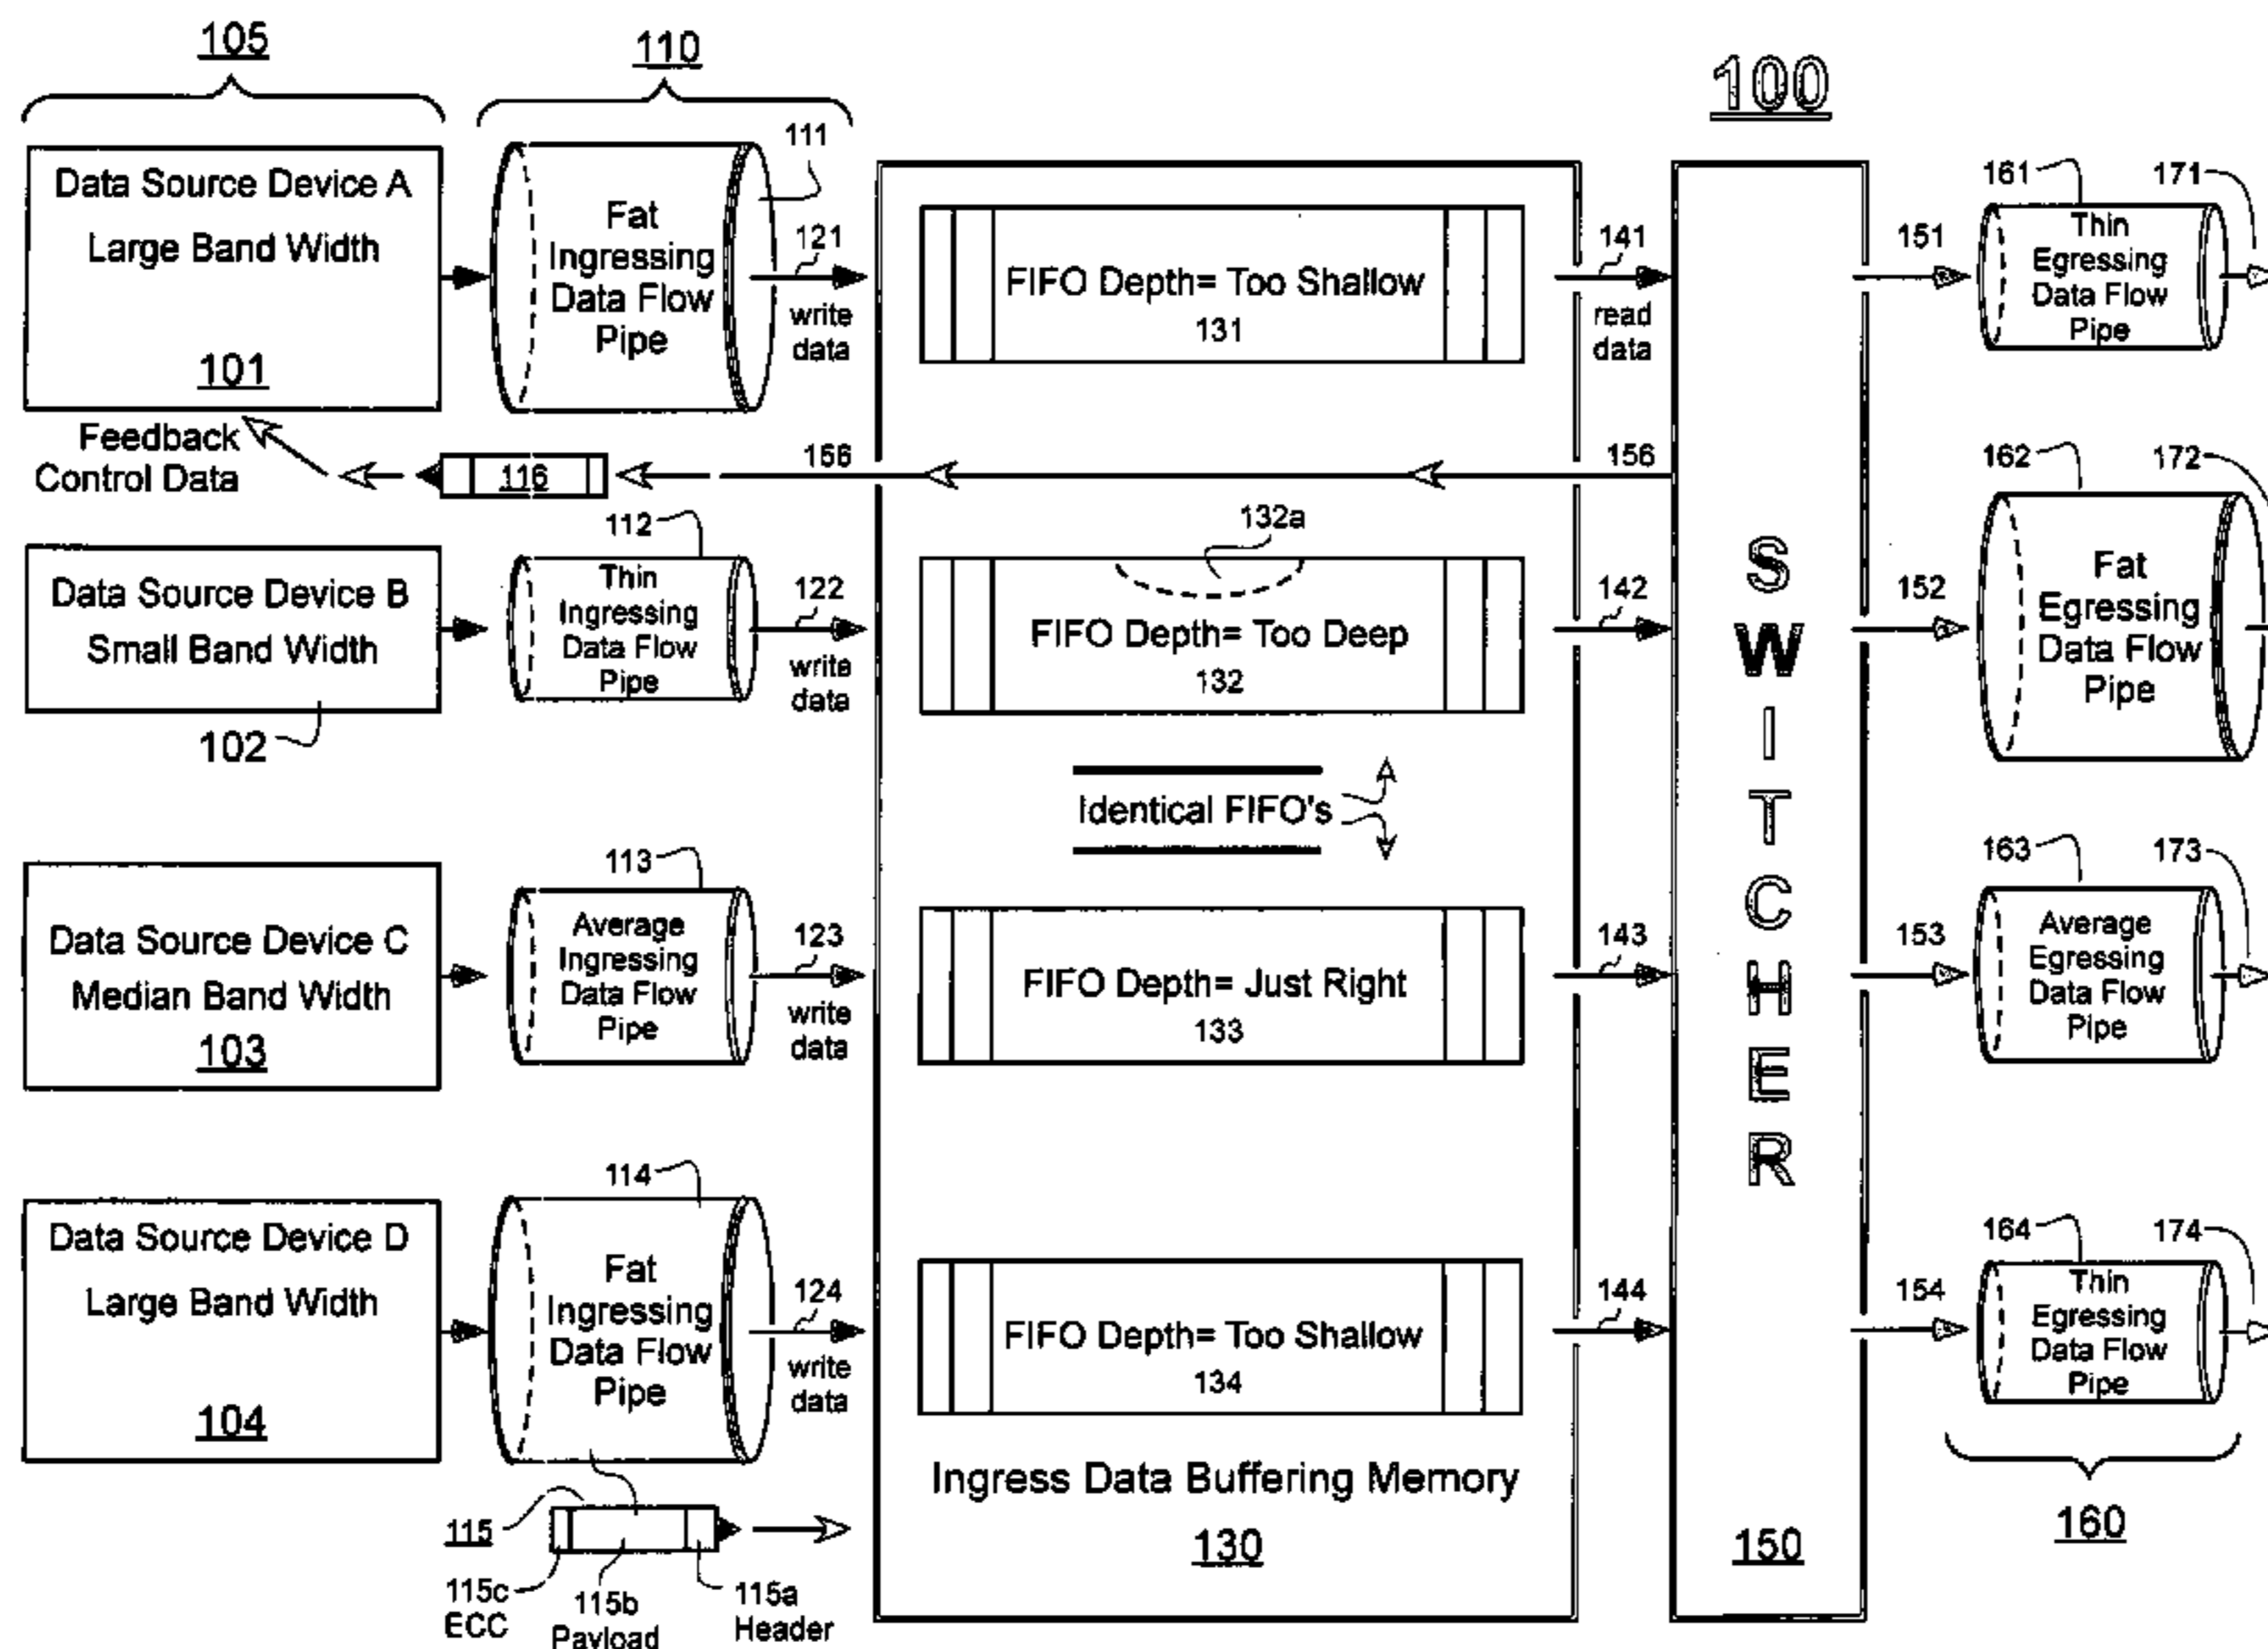 105
110
100
111
Data Source Device A
Large Band Width
101
Fat
Ingressing
Data Flow
Pipe
121
write
data
FIFO Depth= Too Shallow
131
141
read
data
151
161
Thin
Egressing
Data Flow
Pipe
171
Feedback
Control Data
116
166
156
112
Data Source Device B
Small Band Width
102
Thin
Ingressing
Data Flow
Pipe
122
write
data
132a
FIFO Depth= Too Deep
132
142
152
162
Fat
Egressing
Data Flow
Pipe
172
Identical FIFO's
SWITCHER
113
Data Source Device C
Median Band Width
103
Average
Ingressing
Data Flow
Pipe
123
write
data
FIFO Depth= Just Right
133
143
153
163
Average
Egressing
Data Flow
Pipe
173
114
Data Source Device D
Large Band Width
104
Fat
Ingressing
Data Flow
Pipe
124
write
data
FIFO Depth= Too Shallow
134
144
154
164
Thin
Egressing
Data Flow
Pipe
174
Ingress Data Buffering Memory
130
150
160
115
115c
ECC
115b
Payload
115a
Header